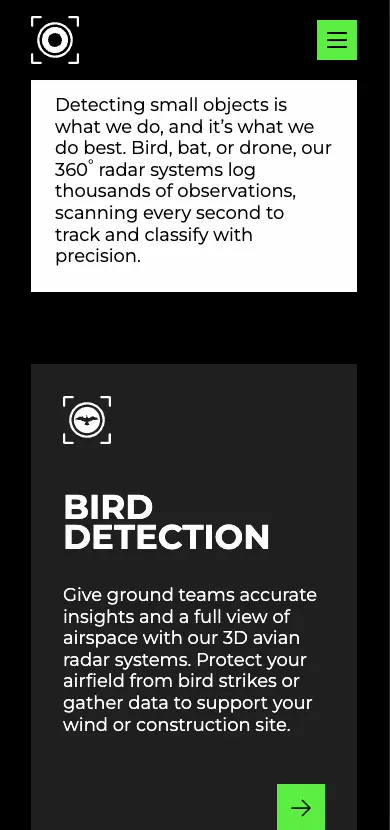 Detecting small objects is
what we do, and it’s what we
do best. Bird, bat, or drone, our
360° radar systems log
thousands of observations,
scanning every second to
track and classify with
precision.
BIRD
DETECTION
Give ground teams accurate
insights and a full view of
airspace with our 3D avian
radar systems. Protect your
airfield from bird strikes or
gather data to support your
wind or construction site.